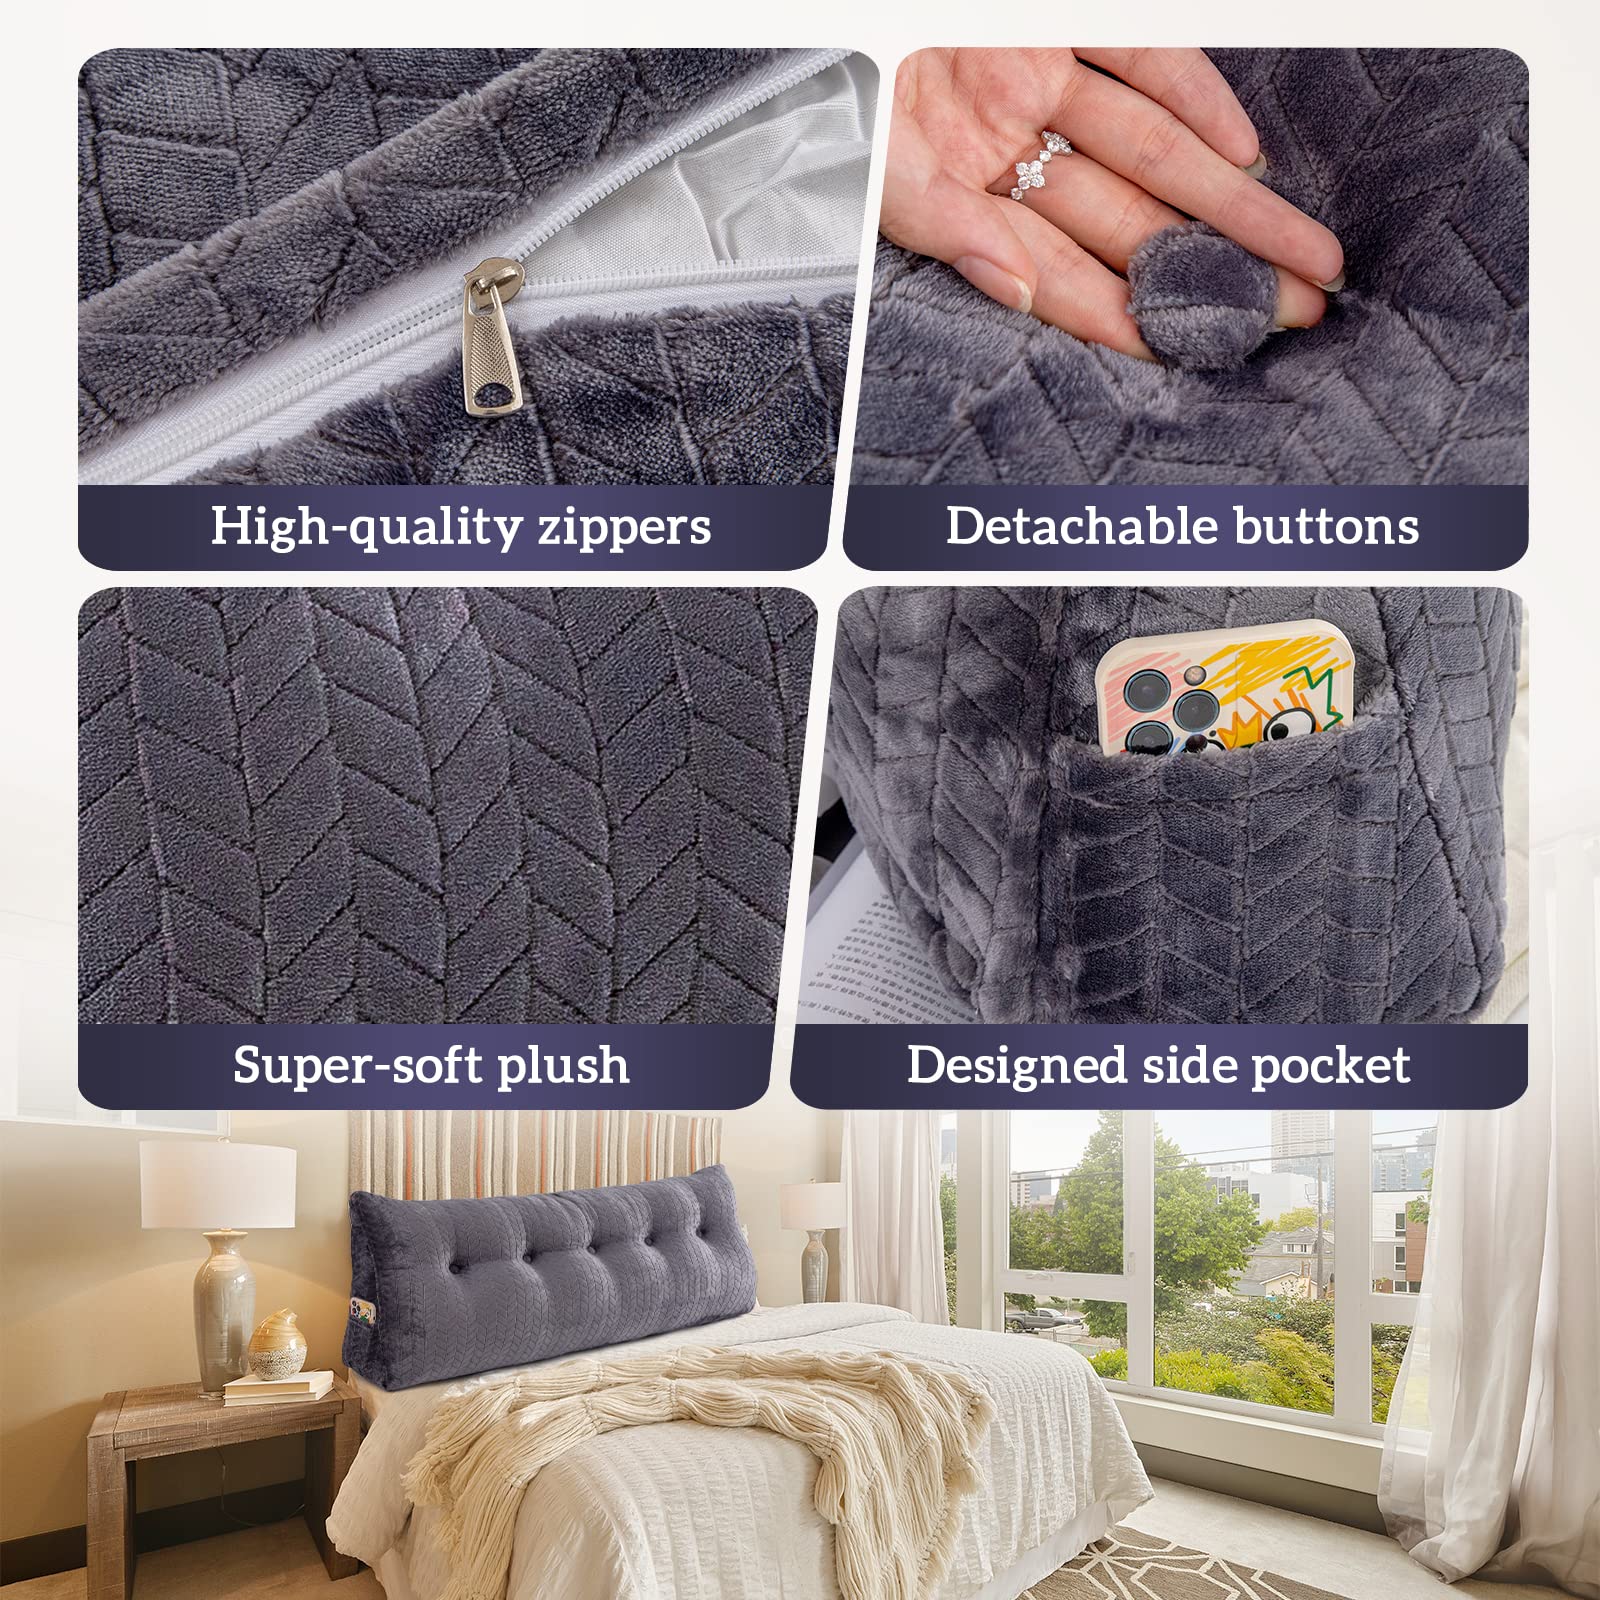 High-quality zippers
Detachable buttons
Super-soft plush
Designed side pocket